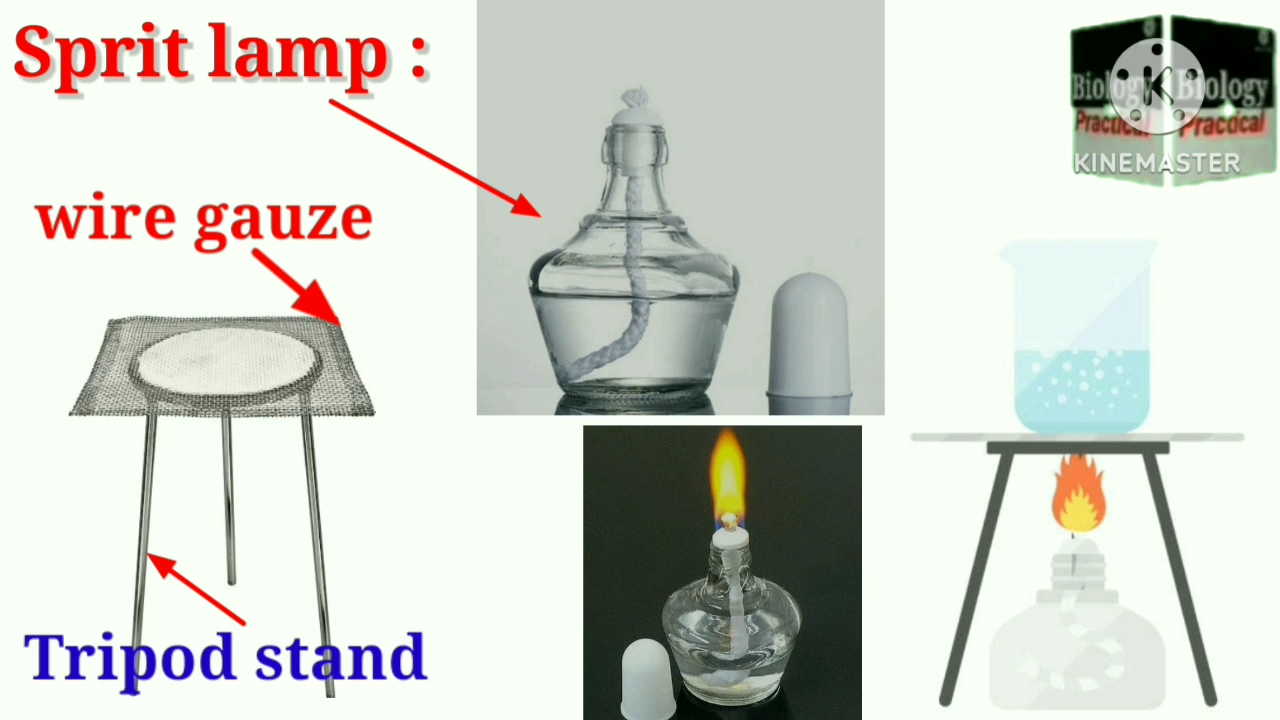 Sprit lamp :
wire gauze
Tripod stand
Biology Biology
Practical Practical
KINEMASTER